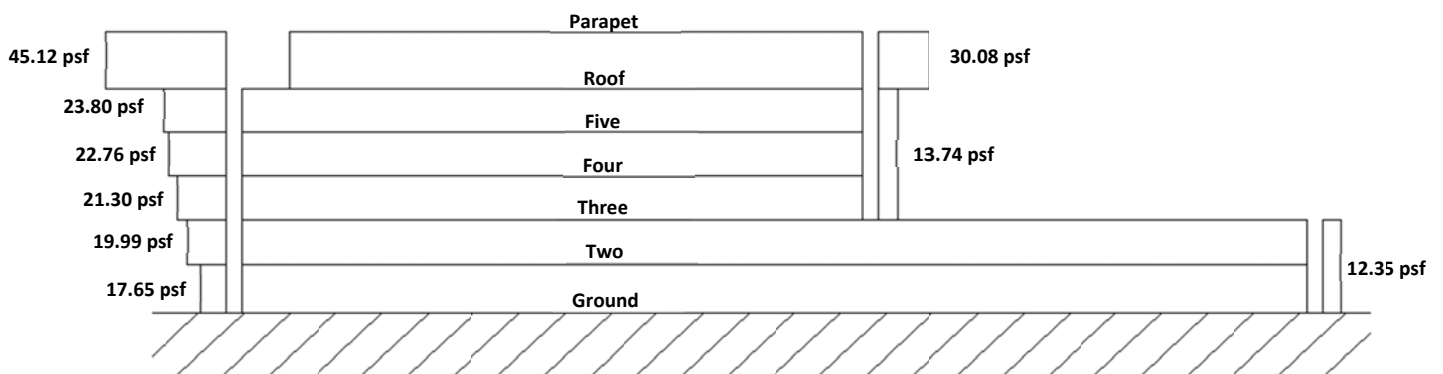 Parapet
45.12 psf
30.08 psf
Roof
23.80 psf
Five
22.76 psf
Four
13.74 psf
21.30 psf
Three
19.99 psf
Two
12.35 psf
17.65 psf
Ground